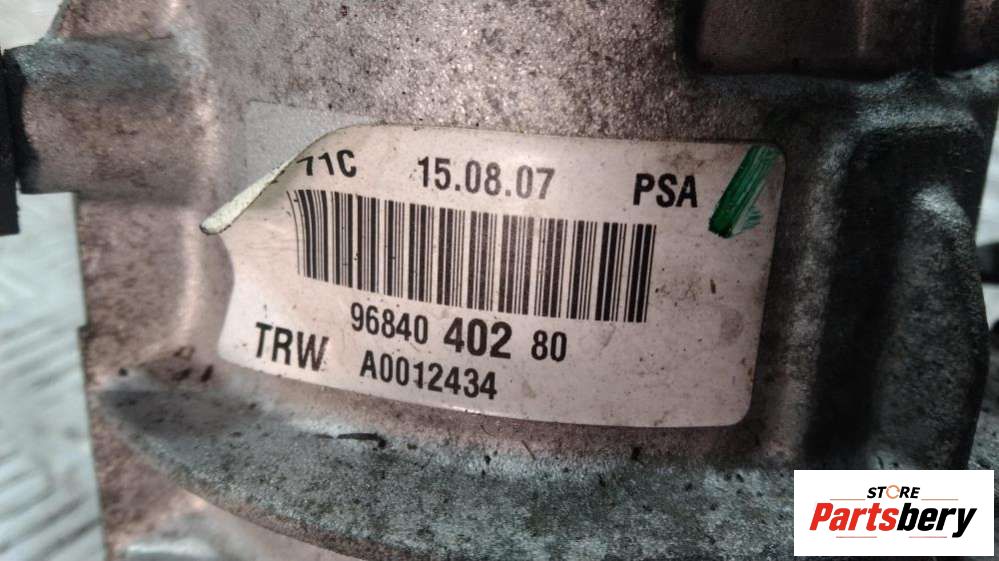 71C 15.08.07 PSA
96840 402 80
TRW A0012434
STORE
Partsbery